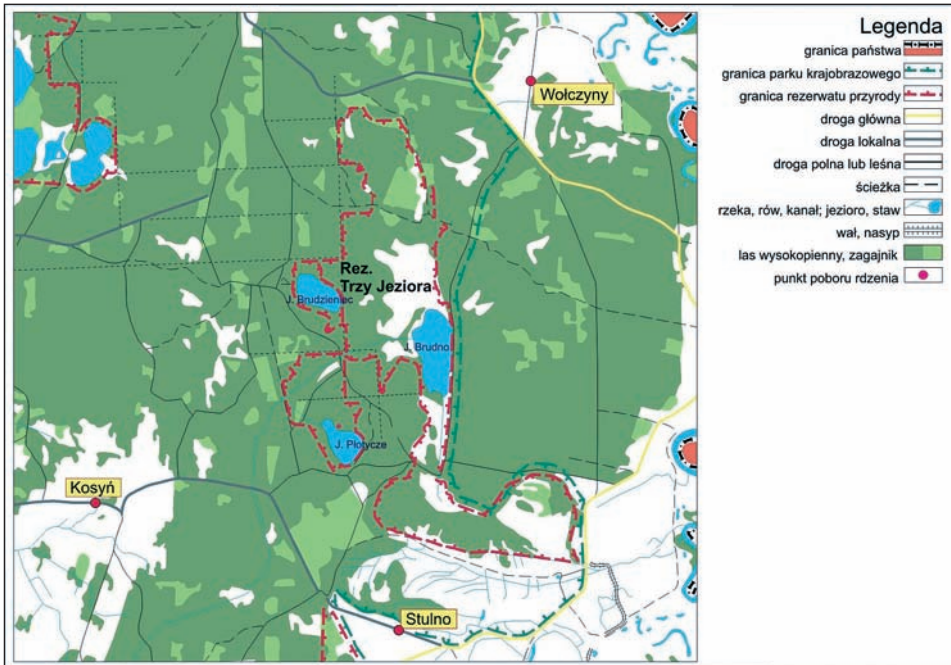 Wołczyny
Rez.
Trzy Jeziora
J. Brudzieniec
J. Brudno
J. Płotycze
Kosyń
Stulno
Legenda
granica państwa
granica parku krajobrazowego
granica rezerwatu przyrody
droga główna
droga lokalna
droga polna lub leśna
ścieżka
rzeka, rów, kanał; jezioro, staw
wał, nasyp
las wysokopienny, zagajnik
punkt poboru rdzenia